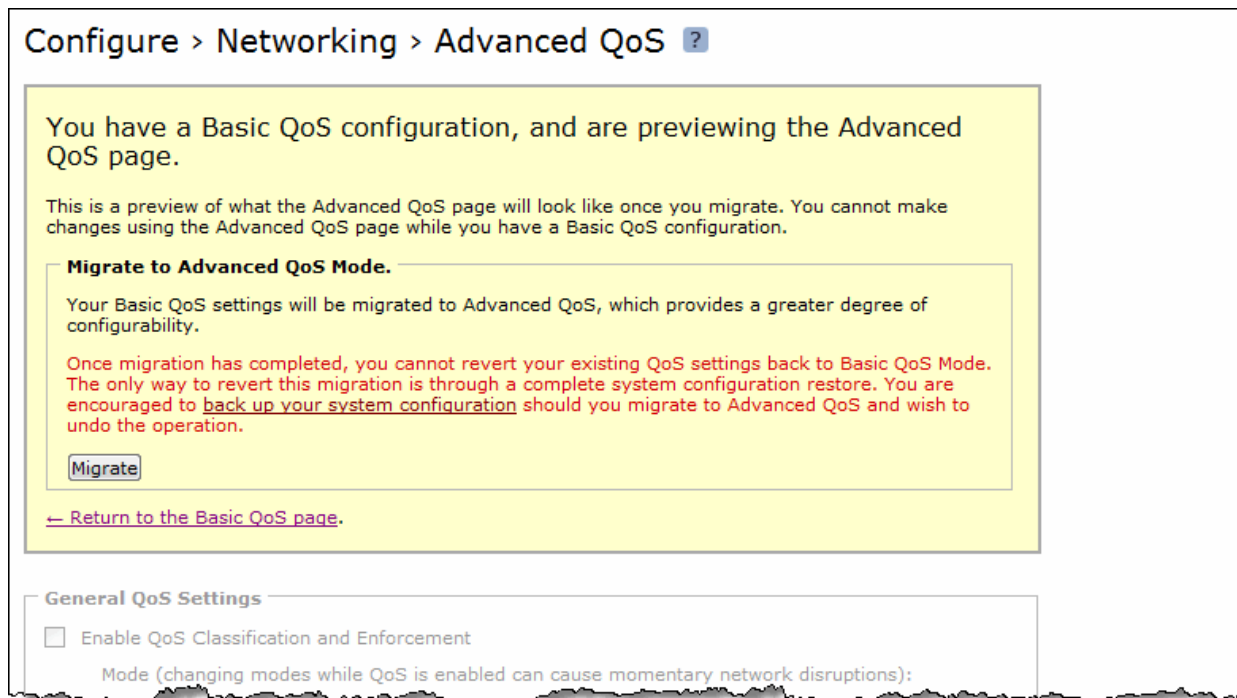 Configure › Networking › Advanced QoS ?
You have a Basic QoS configuration, and are previewing the Advanced
QoS page.
This is a preview of what the Advanced QoS page will look like once you migrate. You cannot make
changes using the Advanced QoS page while you have a Basic QoS configuration.
Migrate to Advanced QoS Mode.
Your Basic QoS settings will be migrated to Advanced QoS, which provides a greater degree of
configurability.
Once migration has completed, you cannot revert your existing QoS settings back to Basic QoS Mode.
The only way to revert this migration is through a complete system configuration restore. You are
encouraged to back up your system configuration should you migrate to Advanced QoS and wish to
undo the operation.
Migrate
← Return to the Basic QoS page.
General QoS Settings
Enable QoS Classification and Enforcement
Mode (changing modes while QoS is enabled can cause momentary network disruptions):